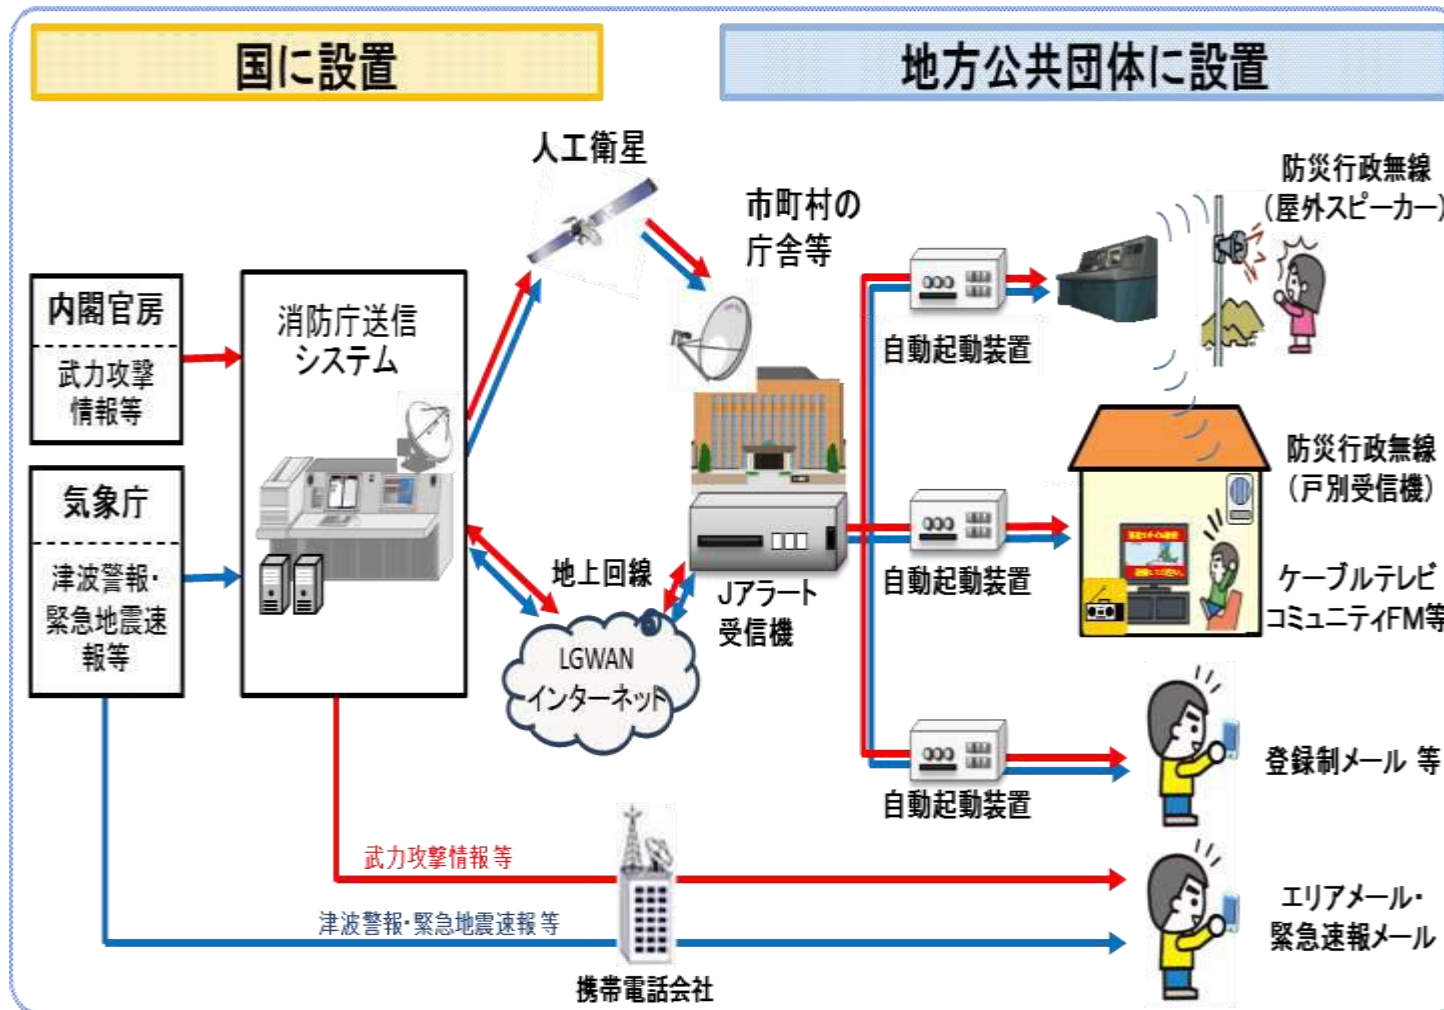 国に設置
地方公共団体に設置
人工衛星
市町村の
庁舎等
防災行政無線
(屋外スピーカー)
内閣官房
武力攻撃
情報等
消防庁送信
システム
自動起動装置
気象庁
津波警報・
緊急地震速
報等
地上回線
LGWAN
インターネット
Jアラート
受信機
自動起動装置
防災行政無線
(戸別受信機)
ケーブルテレビ
コミュニティFM等
自動起動装置
登録制メール 等
武力攻撃情報等
津波警報・緊急地震速報等
携帯電話会社
エリアメール・
緊急速報メール